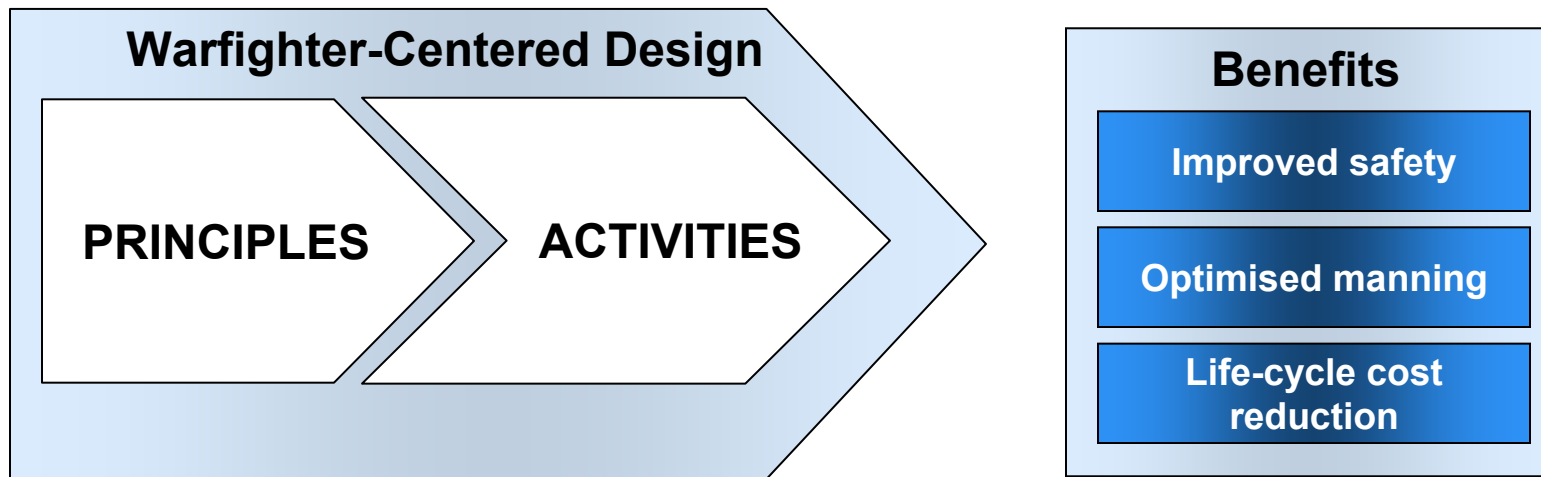 Warfighter-Centered Design
PRINCIPLES
ACTIVITIES
Benefits
Improved safety
Optimised manning
Life-cycle cost
reduction